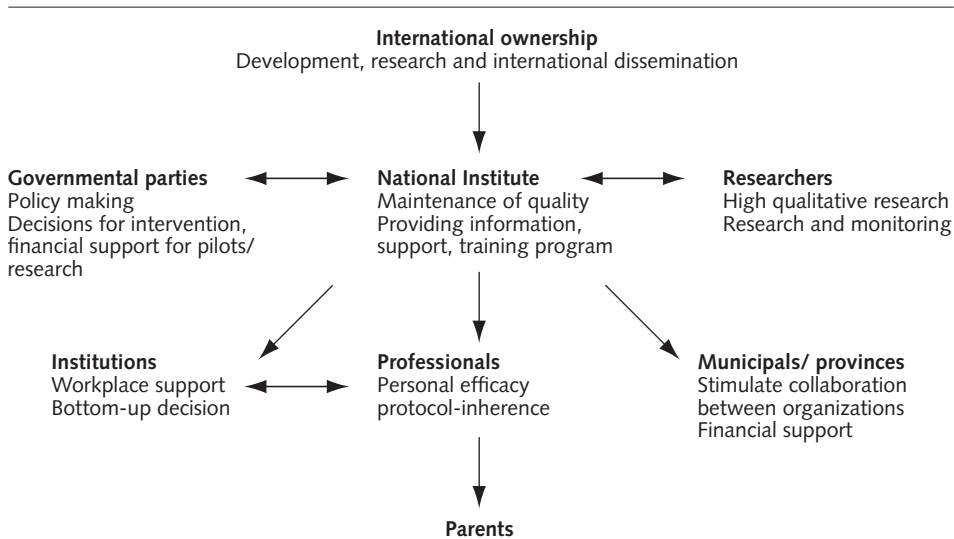 International ownership
Development, research and international dissemination
Governmental parties
Policy making
Decisions for intervention,
financial support for pilots/
research
National Institute
Maintenance of quality
Providing information,
support, training program
Researchers
High qualitative research
Research and monitoring
Institutions
Workplace support
Bottom-up decision
Professionals
Personal efficacy
protocol-inherence
Municipals/ provinces
Stimulate collaboration
between organizations
Financial support
Parents